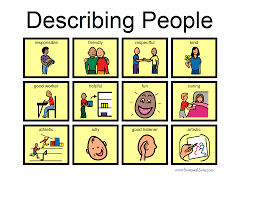 Describing People
responsible friendly respectful kind
good worker helpful fun caring
athletic silly good listener artistic